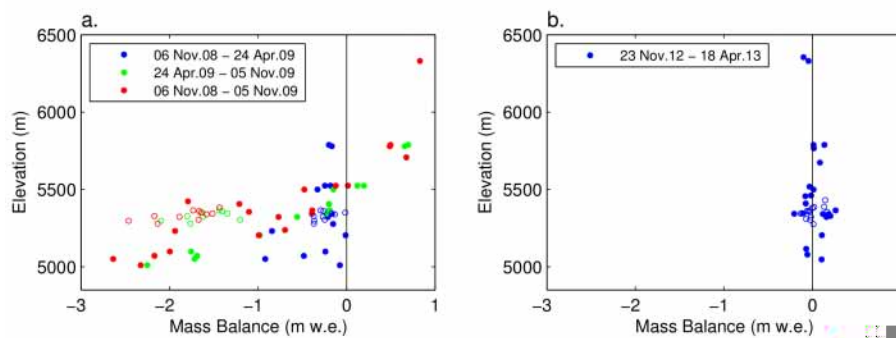 a.
6500
6000
5500
5000
Elevation (m)
06 Nov.08 − 24 Apr.09
24 Apr.09 − 05 Nov.09
06 Nov.08 − 05 Nov.09
−3 −2 −1 0 1
Mass Balance (m w.e.)
b.
6500
6000
5500
5000
Elevation (m)
23 Nov.12 − 18 Apr.13
−3 −2 −1 0
Mass Balance (m w.e.)